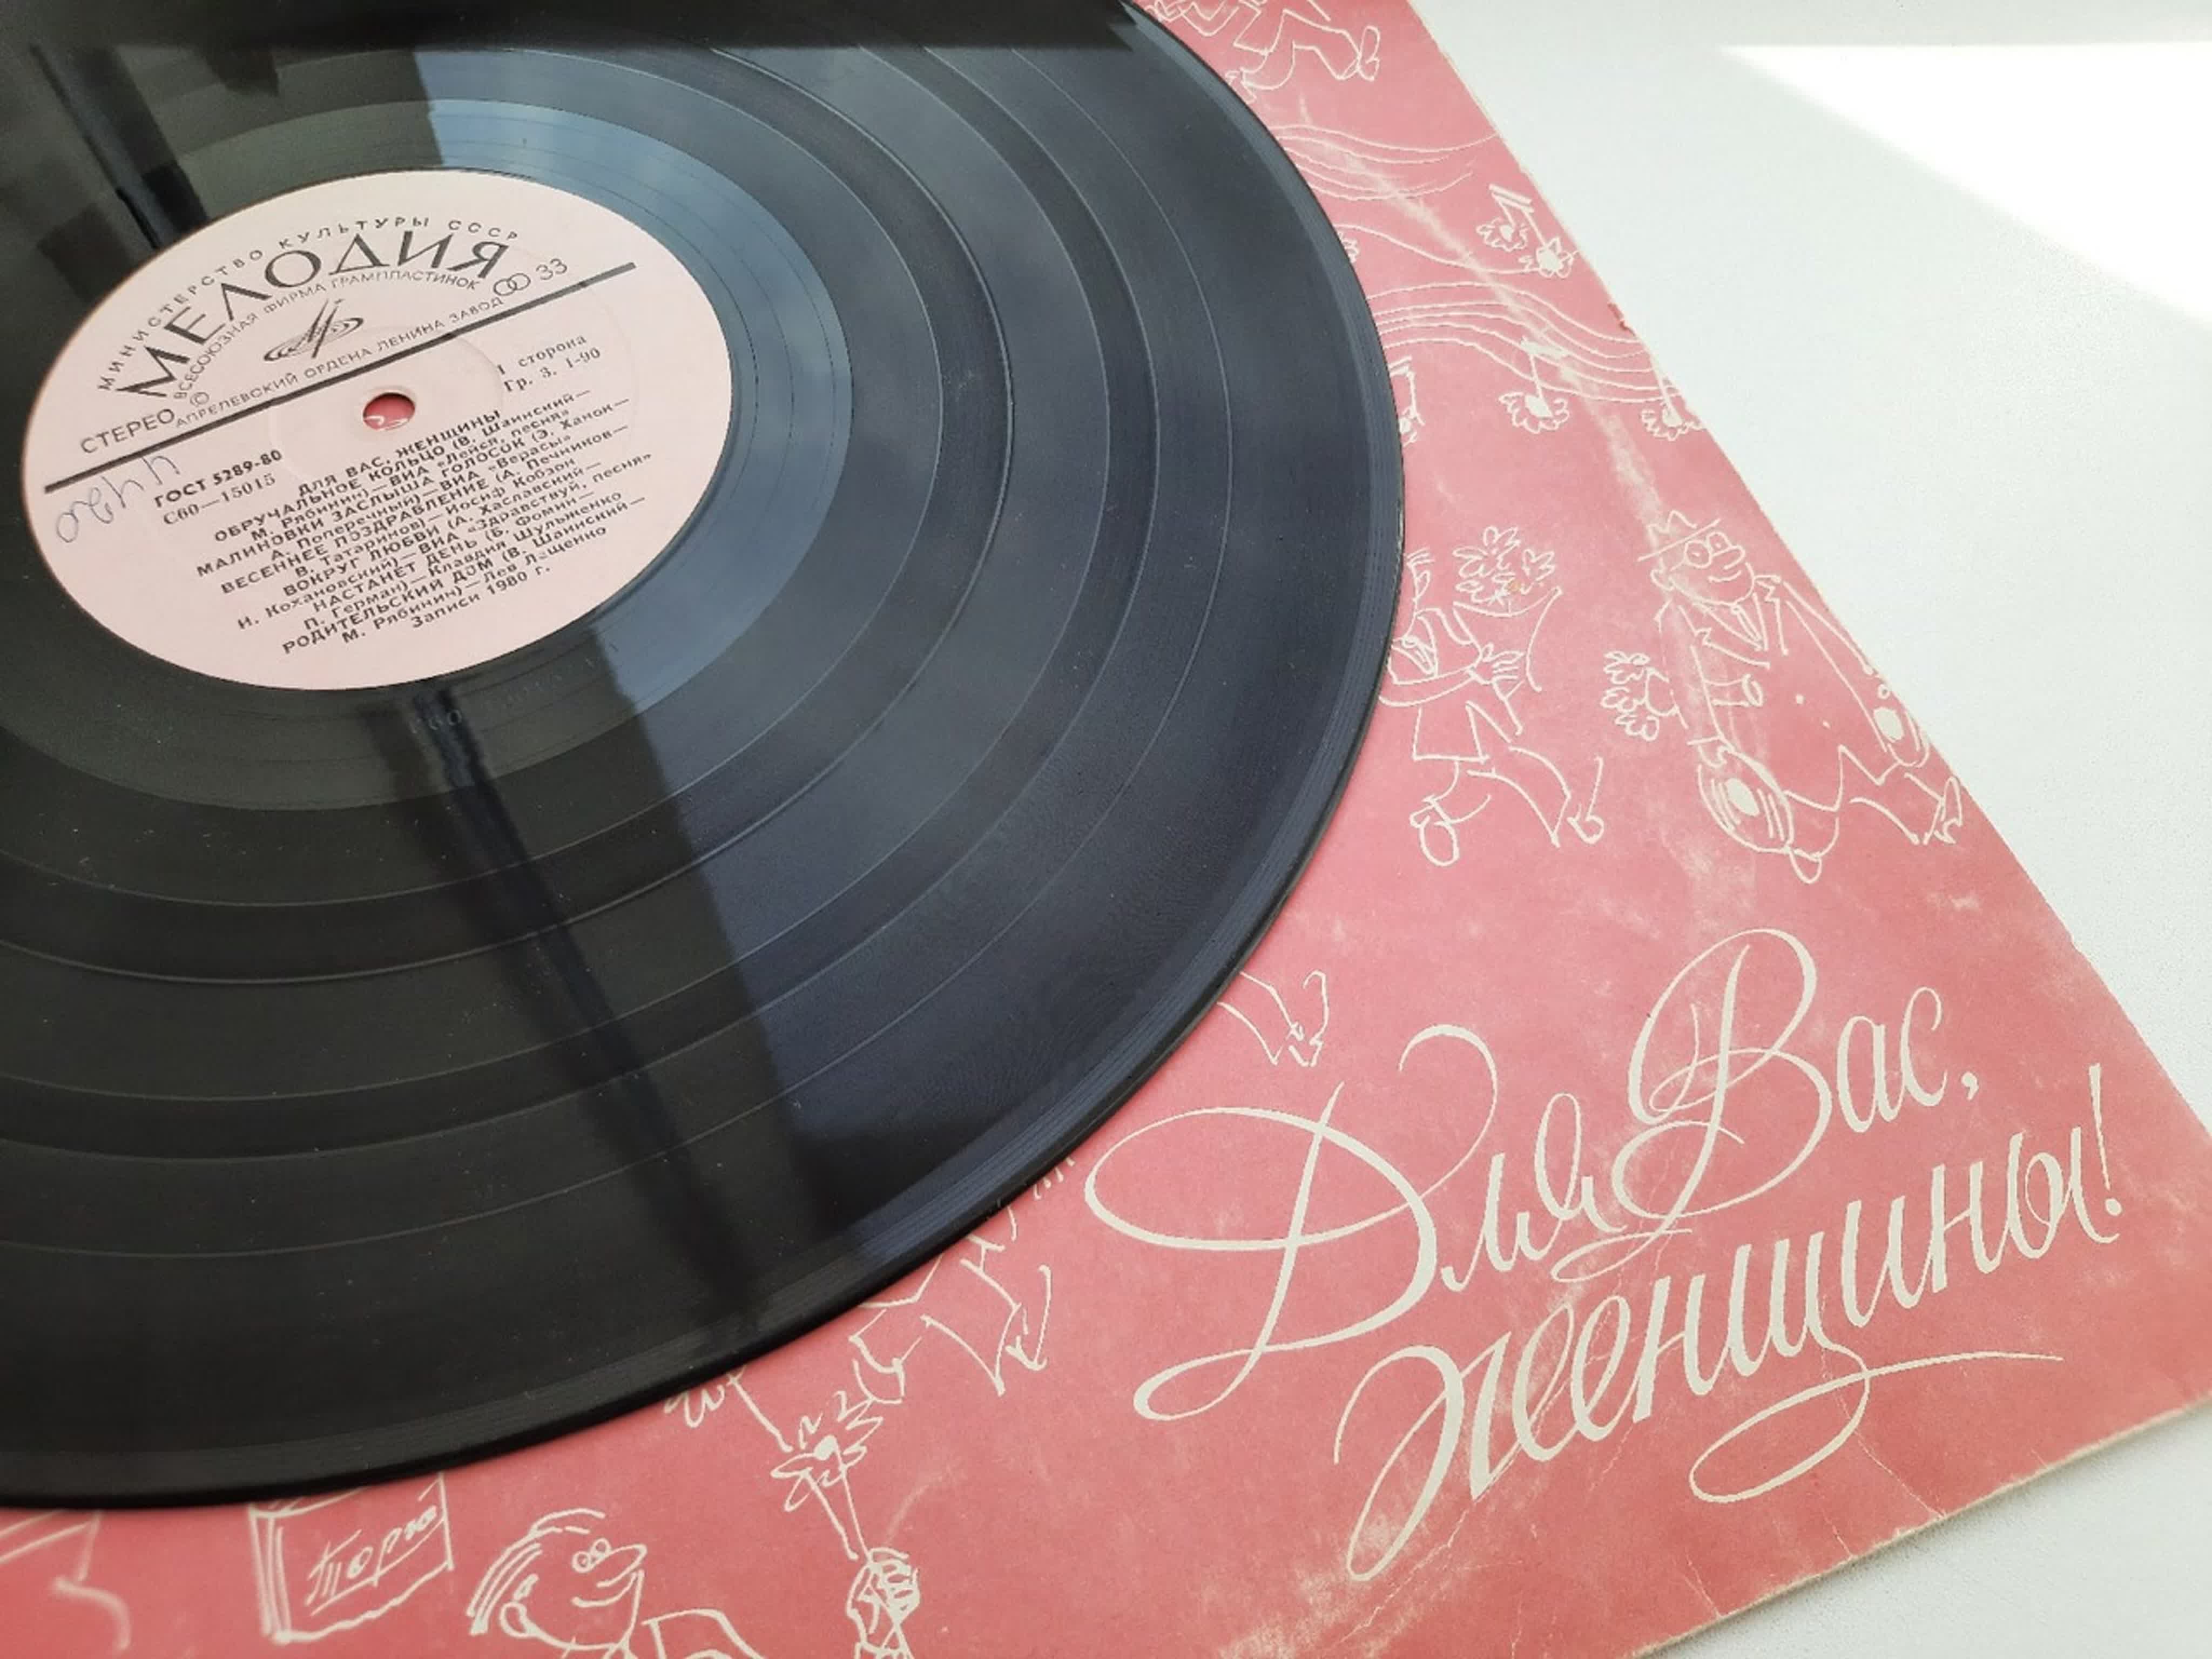 МИНИСТЕРСТВО КУЛЬТУРЫ СССР
МЕЛОДИЯ
ВСЕСОЮЗНАЯ ФИРМА ГРАМПЛАСТИНОК
СТЕРЕО 33
АПРЕЛЕВСКИЙ ОРДЕНА ЛЕНИНА ЗАВОД
ГОСТ 5289-80 1 сторона
С60—15015 Гр. 3. 1-90
ДЛЯ ВАС, ЖЕНЩИНЫ
ОБРУЧАЛЬНОЕ КОЛЬЦО (В. Шаинский—
М. Рябинин)—ВИА «Лейся, песня»
МАЛИНОВКИ ЗАСЛЫША ГОЛОСОК (Э. Ханок—
А. Поперечный)—ВИА «Верасы»
ВЕСЕННЕЕ ПОЗДРАВЛЕНИЕ (А. Печников—
В. Татаринов)—Иосиф Кобзон
ВОКРУГ ЛЮБВИ (А. Хаславский—
И. Кохановский)—ВИА «Здравствуй, песня»
НАСТАНЕТ ДЕНЬ (Б. Фомин—
П. Герман)—Клавдия Шульженко
РОДИТЕЛЬСКИЙ ДОМ (В. Шаинский—
М. Рябинин)—Лев Лещенко
Записи 1980 г.
Для Вас,
женщины!